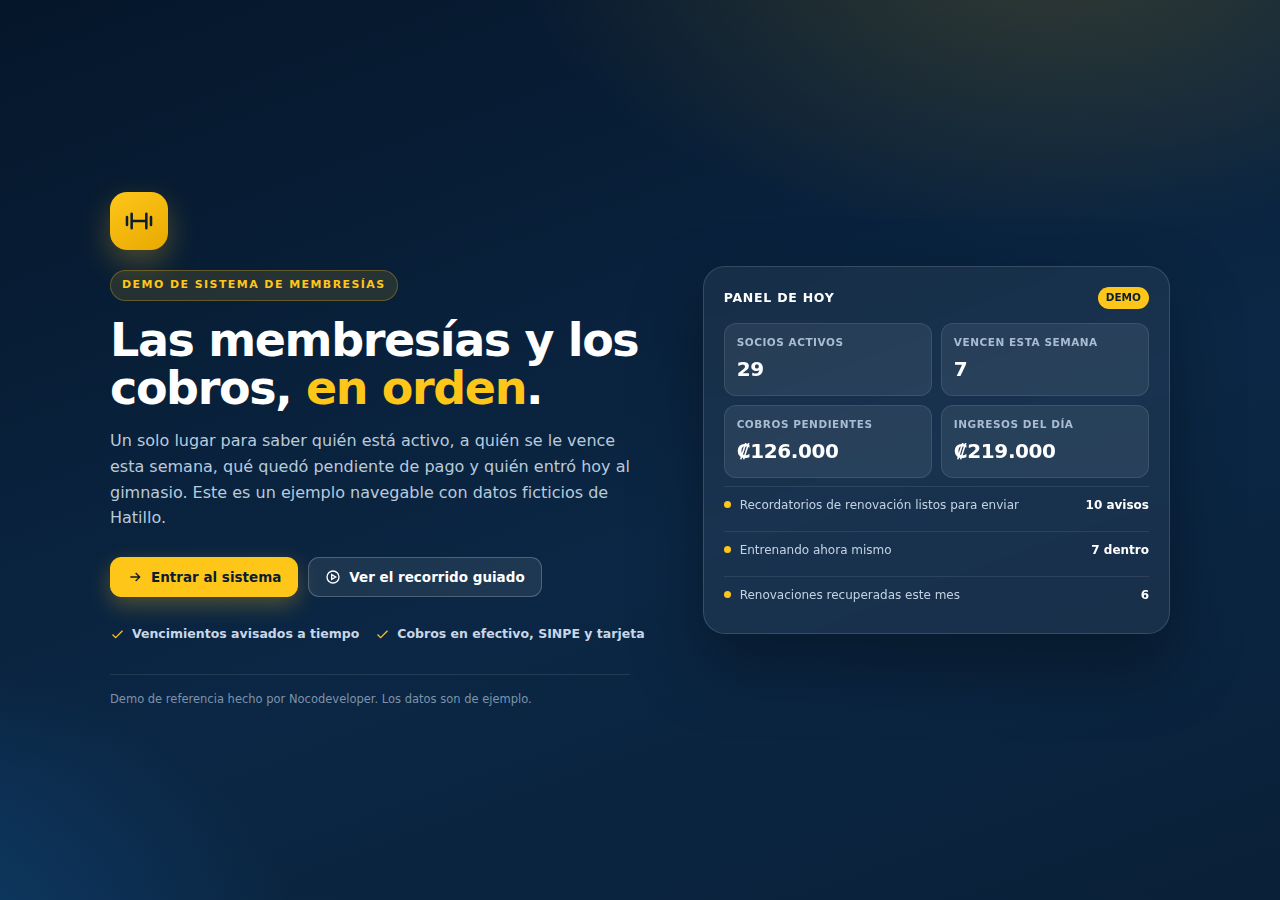 DEMO DE SISTEMA DE MEMBRESÍAS
Las membresías y los
cobros, en orden.
Un solo lugar para saber quién está activo, a quién se le vence
esta semana, qué quedó pendiente de pago y quién entró hoy al
gimnasio. Este es un ejemplo navegable con datos ficticios de
Hatillo.
Entrar al sistema
Ver el recorrido guiado
Vencimientos avisados a tiempo
Cobros en efectivo, SINPE y tarjeta
Demo de referencia hecho por Nocodeveloper. Los datos son de ejemplo.
PANEL DE HOY
DEMO
SOCIOS ACTIVOS
29
VENCEN ESTA SEMANA
7
COBROS PENDIENTES
₡126.000
INGRESOS DEL DÍA
₡219.000
Recordatorios de renovación listos para enviar
10 avisos
Entrenando ahora mismo
7 dentro
Renovaciones recuperadas este mes
6